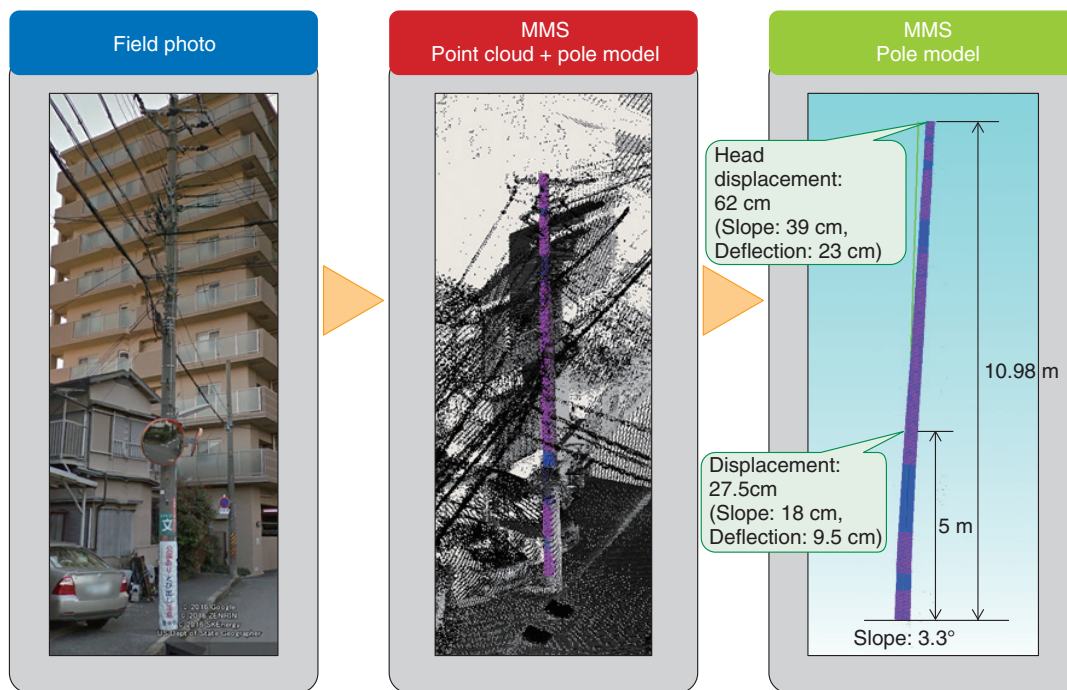 Field photo
MMS
Point cloud + pole model
MMS
Pole model
文
© 2016 Google
© 2016 ZENRIN
© 2016 SKEnergy
US Dept of State Geographer
Head
displacement:
62 cm
(Slope: 39 cm,
Deflection: 23 cm)
10.98 m
Displacement:
27.5cm
(Slope: 18 cm,
Deflection: 9.5 cm)
5 m
Slope: 3.3°